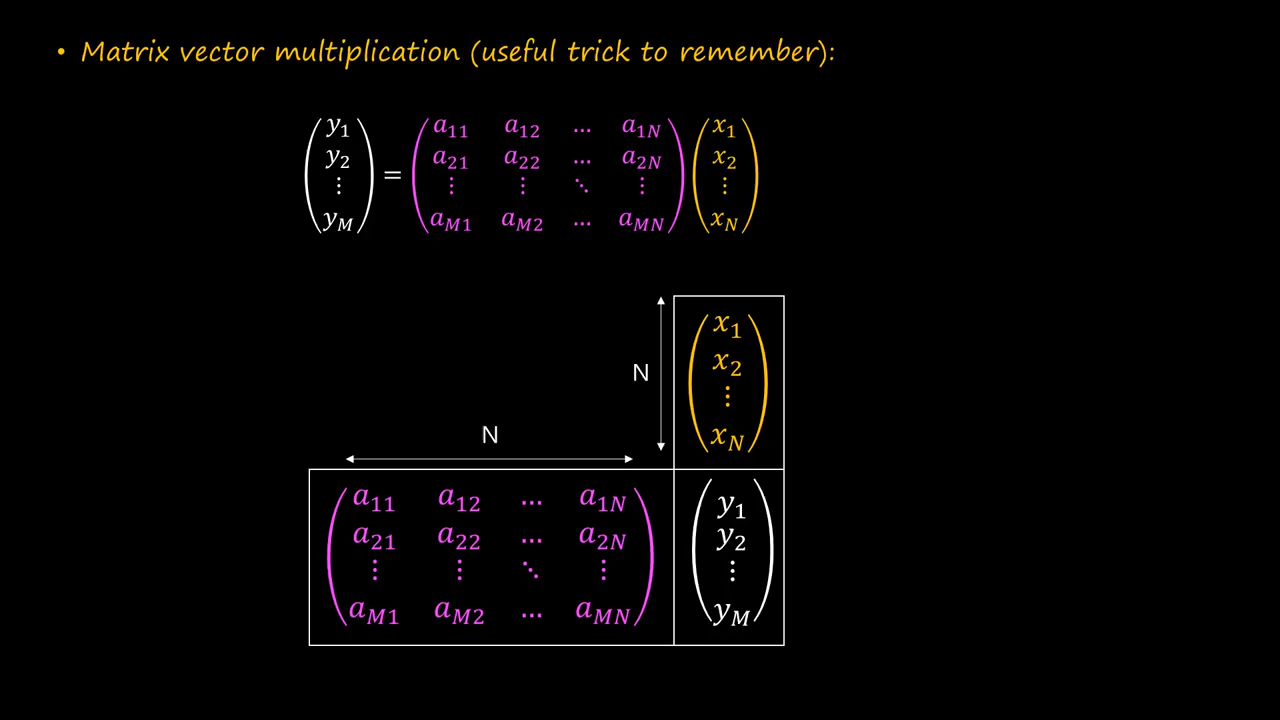 • Matrix vector multiplication (useful trick to remember):
y₁ a₁₁ a₁₂ … a₁N x₁
y₂ a₂₁ a₂₂ … a₂N x₂
⋮ = ⋮ ⋮ ⋱ ⋮ ⋮
yM aM1 aM2 … aMN xN
x₁
x₂
N ⋮
xN
N
a₁₁ a₁₂ … a₁N y₁
a₂₁ a₂₂ … a₂N y₂
⋮ ⋮ ⋱ ⋮ ⋮
aM1 aM2 … aMN yM